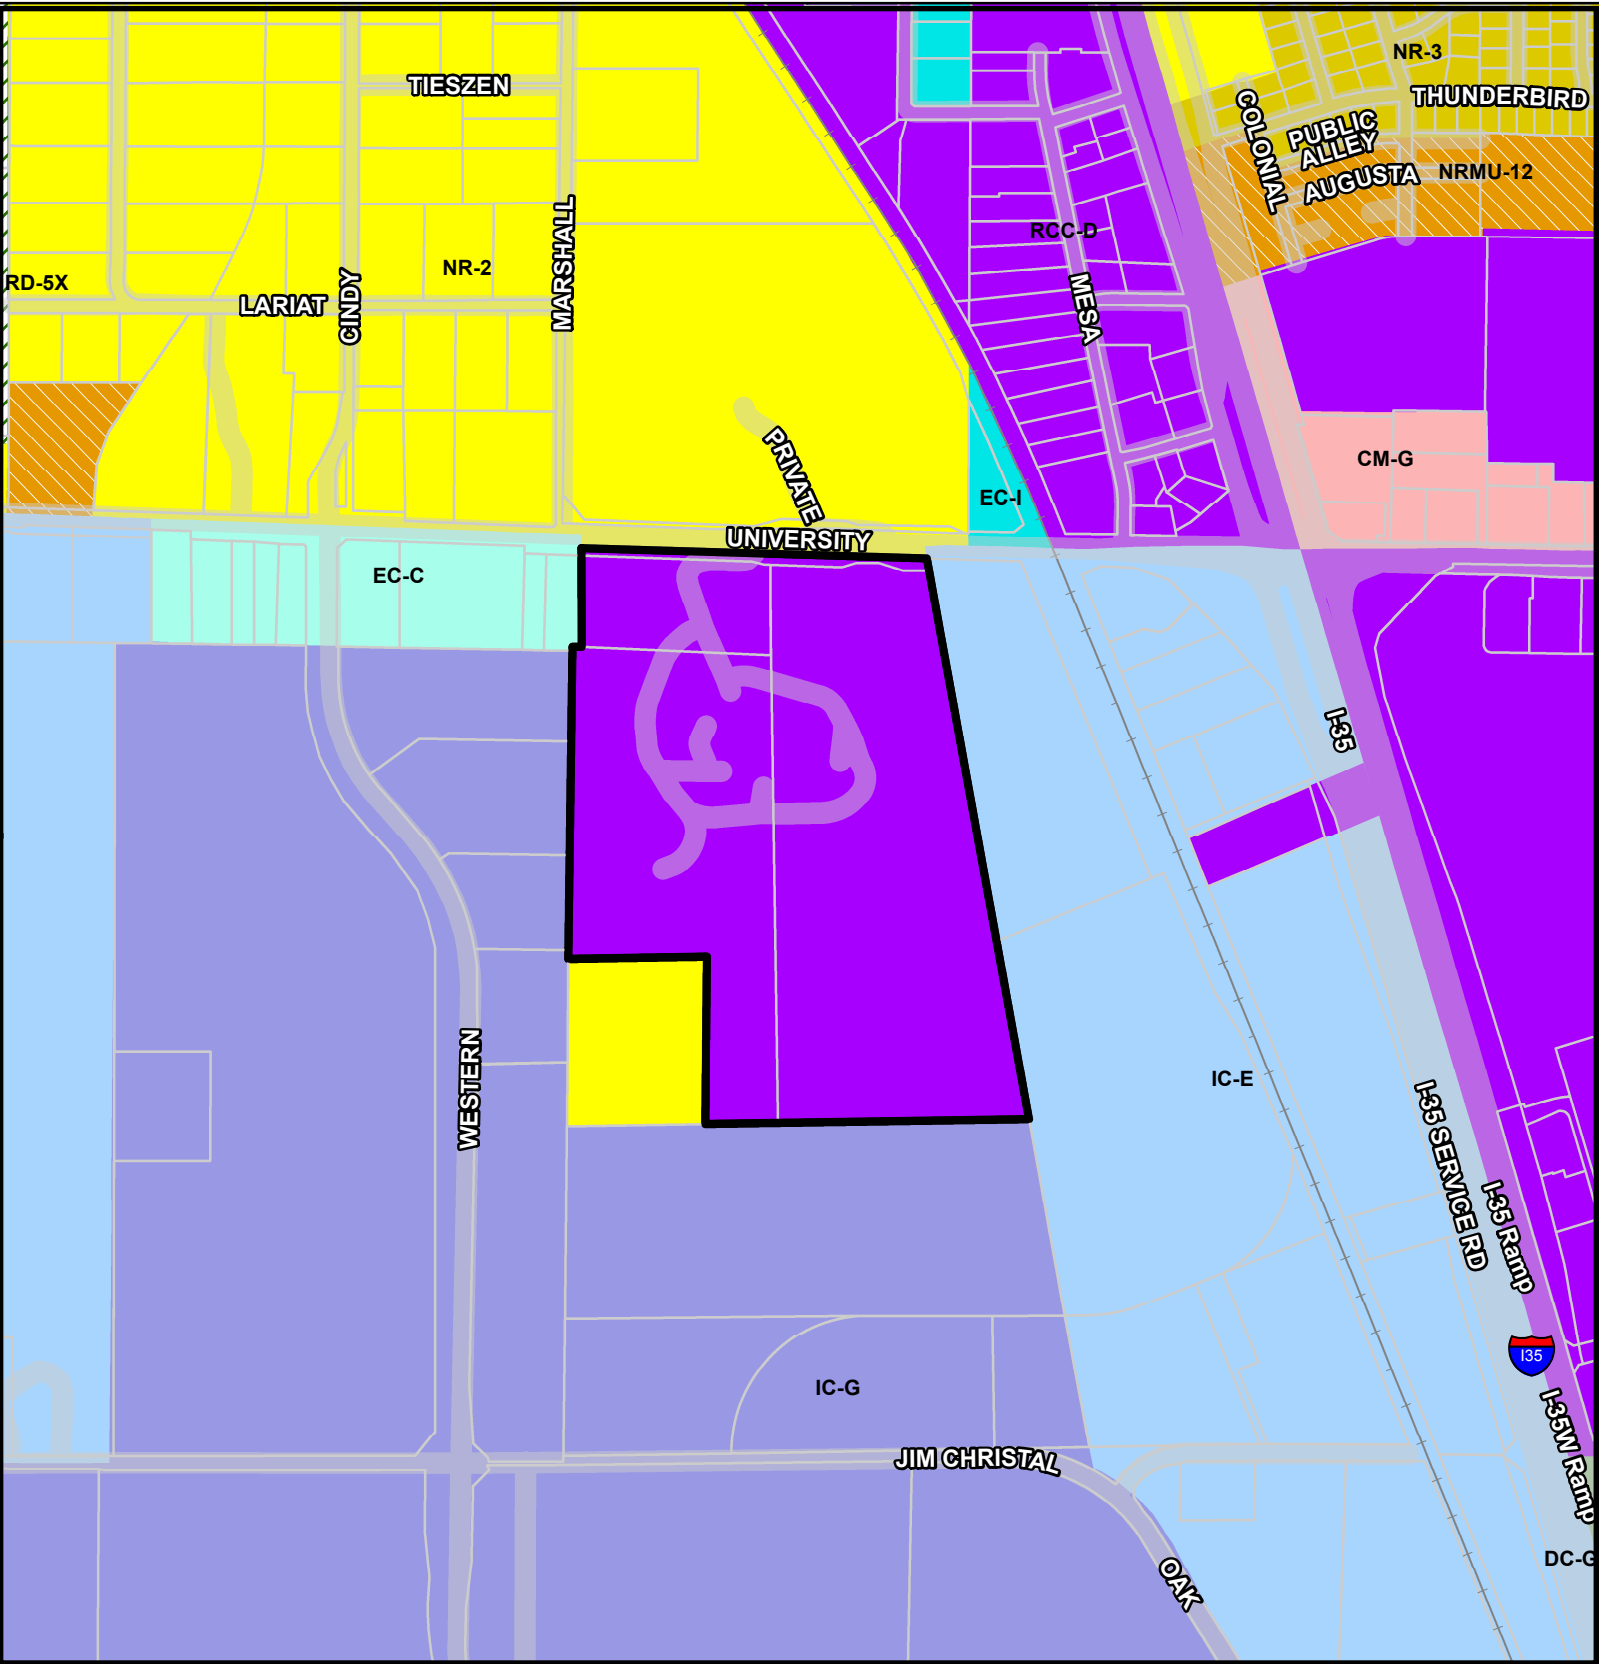 NR-3
TIESZEN
THUNDERBIRD
COLONIAL
PUBLIC
ALLEY
AUGUSTA
NRMU-12
MARSHALL
RCC-D
NR-2
RD-5X
LARIAT
CINDY
MESA
CM-G
PRIVATE
EC-I
UNIVERSITY
EC-C
I-35
WESTERN
IC-E
I-35 SERVICE RD
I-35 Ramp
I35
IC-G
I-35W Ramp
JIM CHRISTAL
DC-G
OAK